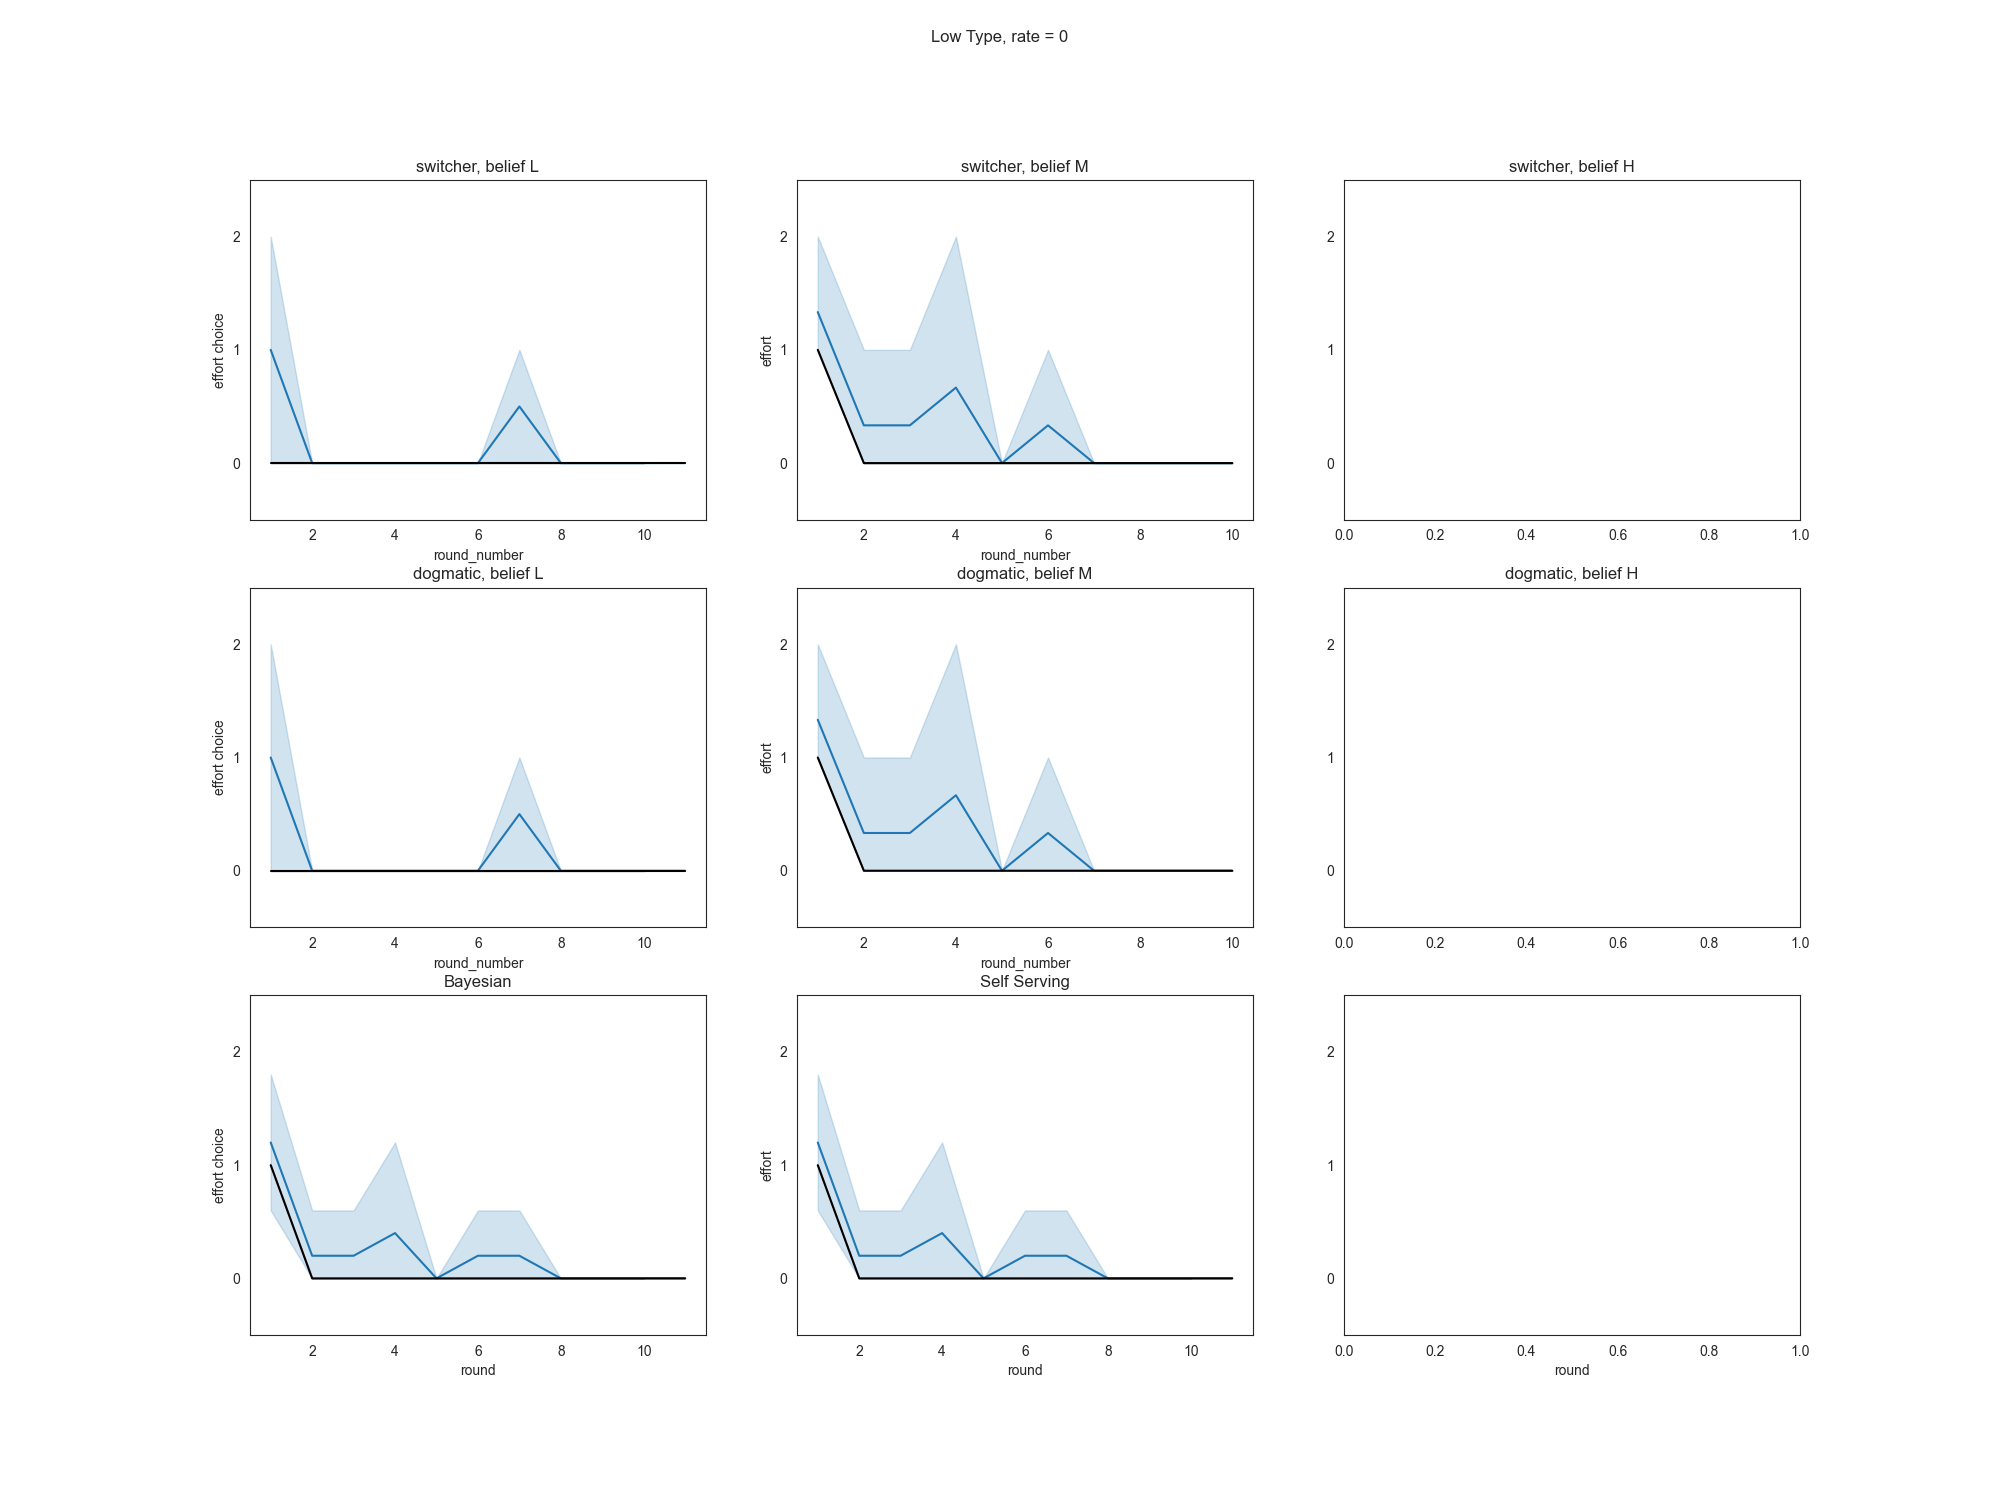 Low Type, rate = 0
switcher, belief L
switcher, belief M
switcher, belief H
2
2
2
effort choice
effort
1
1
1
0
0
0
2 4 6 8 10
2 4 6 8 10
0.0 0.2 0.4 0.6 0.8 1.0
round_number
round_number
dogmatic, belief L
dogmatic, belief M
dogmatic, belief H
2
2
2
effort choice
effort
1
1
1
0
0
0
2 4 6 8 10
2 4 6 8 10
0.0 0.2 0.4 0.6 0.8 1.0
round_number
round_number
Bayesian
Self Serving
2
2
2
effort choice
effort
1
1
1
0
0
0
2 4 6 8 10
2 4 6 8 10
0.0 0.2 0.4 0.6 0.8 1.0
round
round
round